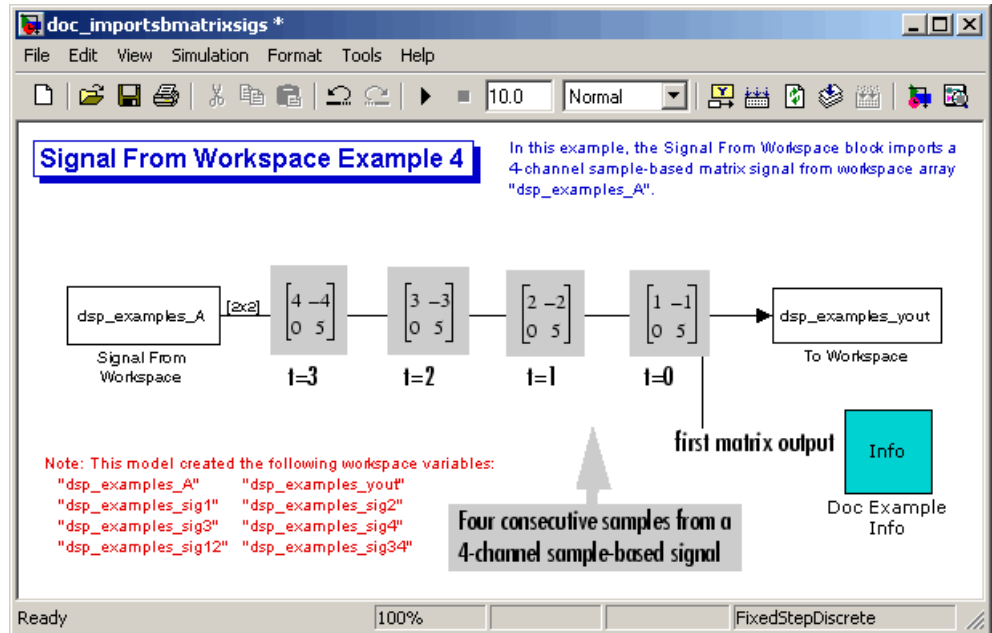 doc_importsbmatrixsigs *
File Edit View Simulation Format Tools Help
10.0 Normal
Signal From Workspace Example 4
In this example, the Signal From Workspace block imports a
4-channel sample-based matrix signal from workspace array
"dsp_examples_A".
dsp_examples_A
[2x2]
4 -4
0 5
3 -3
0 5
2 -2
0 5
1 -1
0 5
dsp_examples_yout
Signal From
Workspace
t=3
t=2
t=1
t=0
To Workspace
first matrix output
Info
Doc Example
Info
Note: This model created the following workspace variables:
"dsp_examples_A" "dsp_examples_yout"
"dsp_examples_sig1" "dsp_examples_sig2"
"dsp_examples_sig3" "dsp_examples_sig4"
"dsp_examples_sig12" "dsp_examples_sig34"
Four consecutive samples from a
4-channel sample-based signal
Ready 100% FixedStepDiscrete